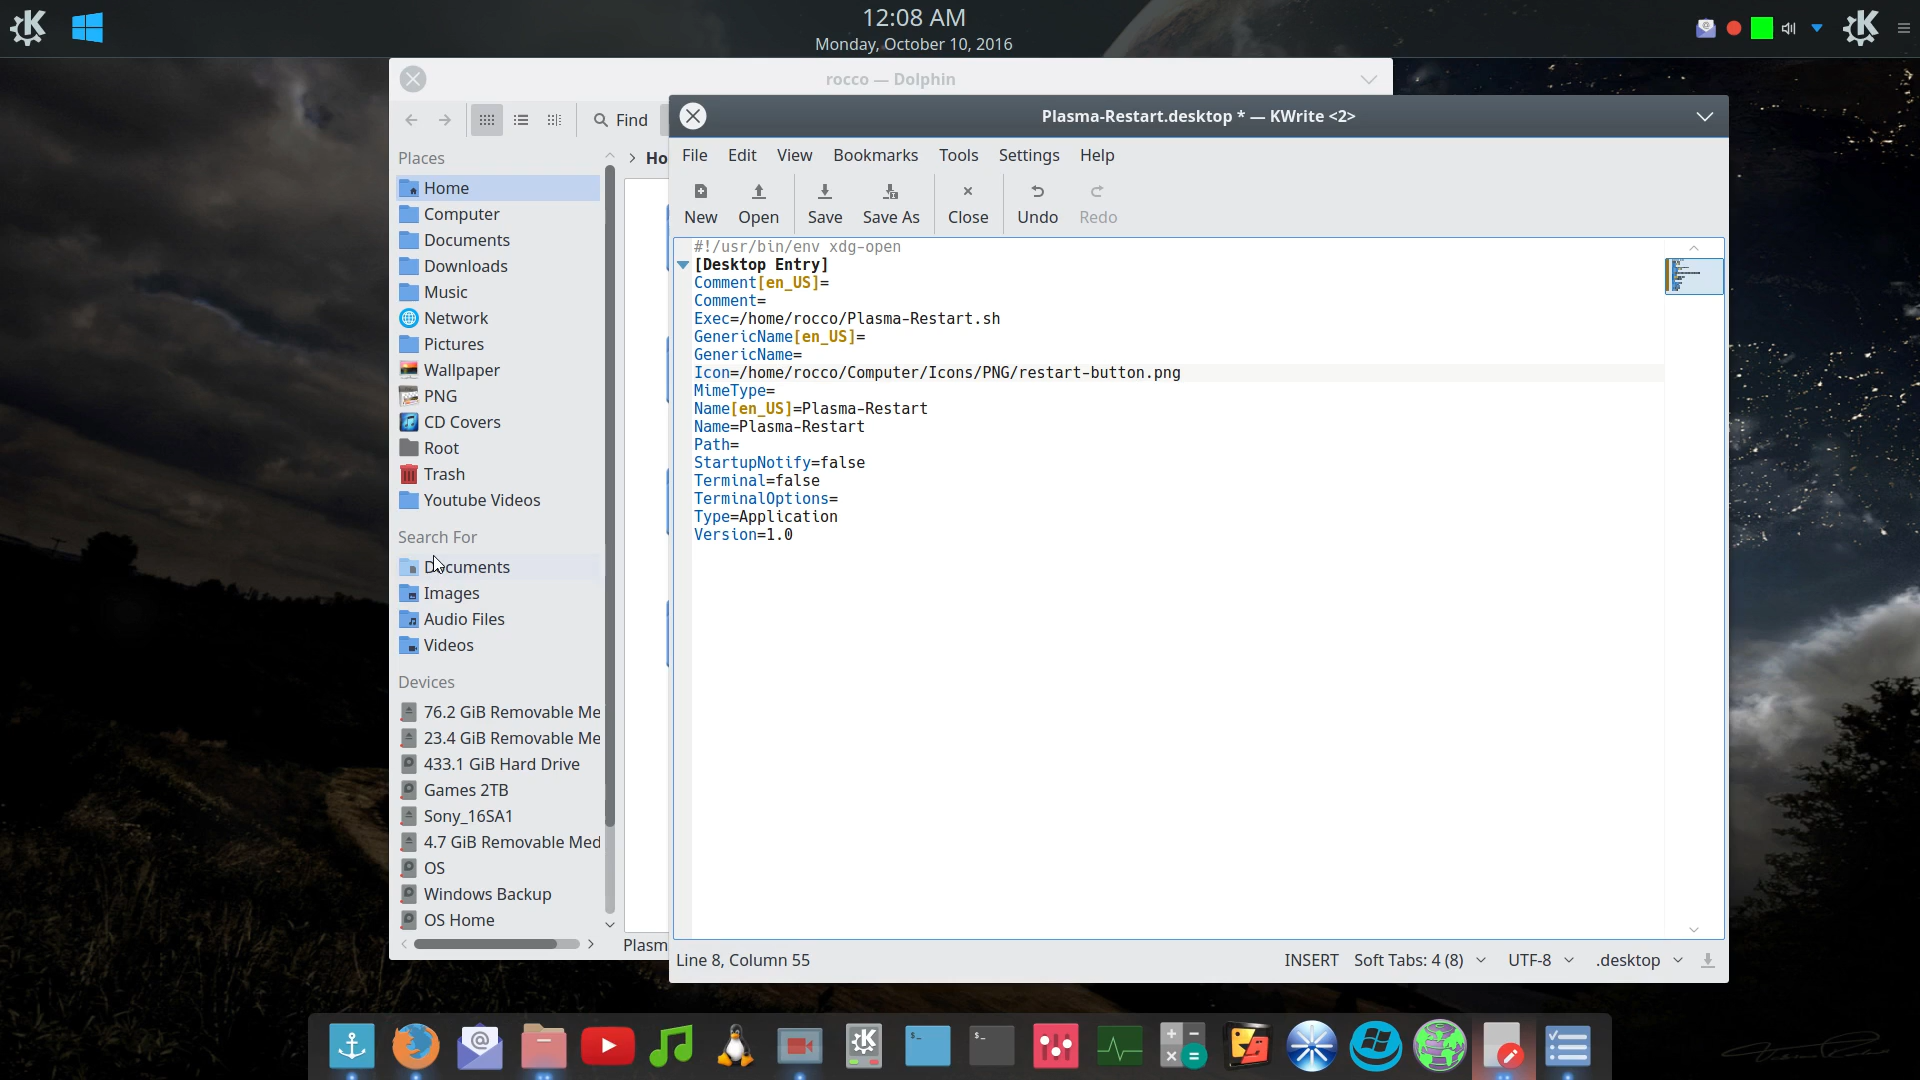 12:08 AM
Monday, October 10, 2016
rocco — Dolphin
Find
Places
Home
Computer
Documents
Downloads
Music
Network
Pictures
Wallpaper
PNG
CD Covers
Root
Trash
Youtube Videos
Search For
Documents
Images
Audio Files
Videos
Devices
76.2 GiB Removable Me
23.4 GiB Removable Me
433.1 GiB Hard Drive
Games 2TB
Sony_16SA1
4.7 GiB Removable Med
OS
Windows Backup
OS Home
> Ho
Plasm
Plasma-Restart.desktop * — KWrite <2>
File Edit View Bookmarks Tools Settings Help
New Open Save Save As Close Undo Redo
#!/usr/bin/env xdg-open
[Desktop Entry]
Comment[en_US]=
Comment=
Exec=/home/rocco/Plasma-Restart.sh
GenericName[en_US]=
GenericName=
Icon=/home/rocco/Computer/Icons/PNG/restart-button.png
MimeType=
Name[en_US]=Plasma-Restart
Name=Plasma-Restart
Path=
StartupNotify=false
Terminal=false
TerminalOptions=
Type=Application
Version=1.0
Line 8, Column 55 INSERT Soft Tabs: 4 (8) UTF-8 .desktop